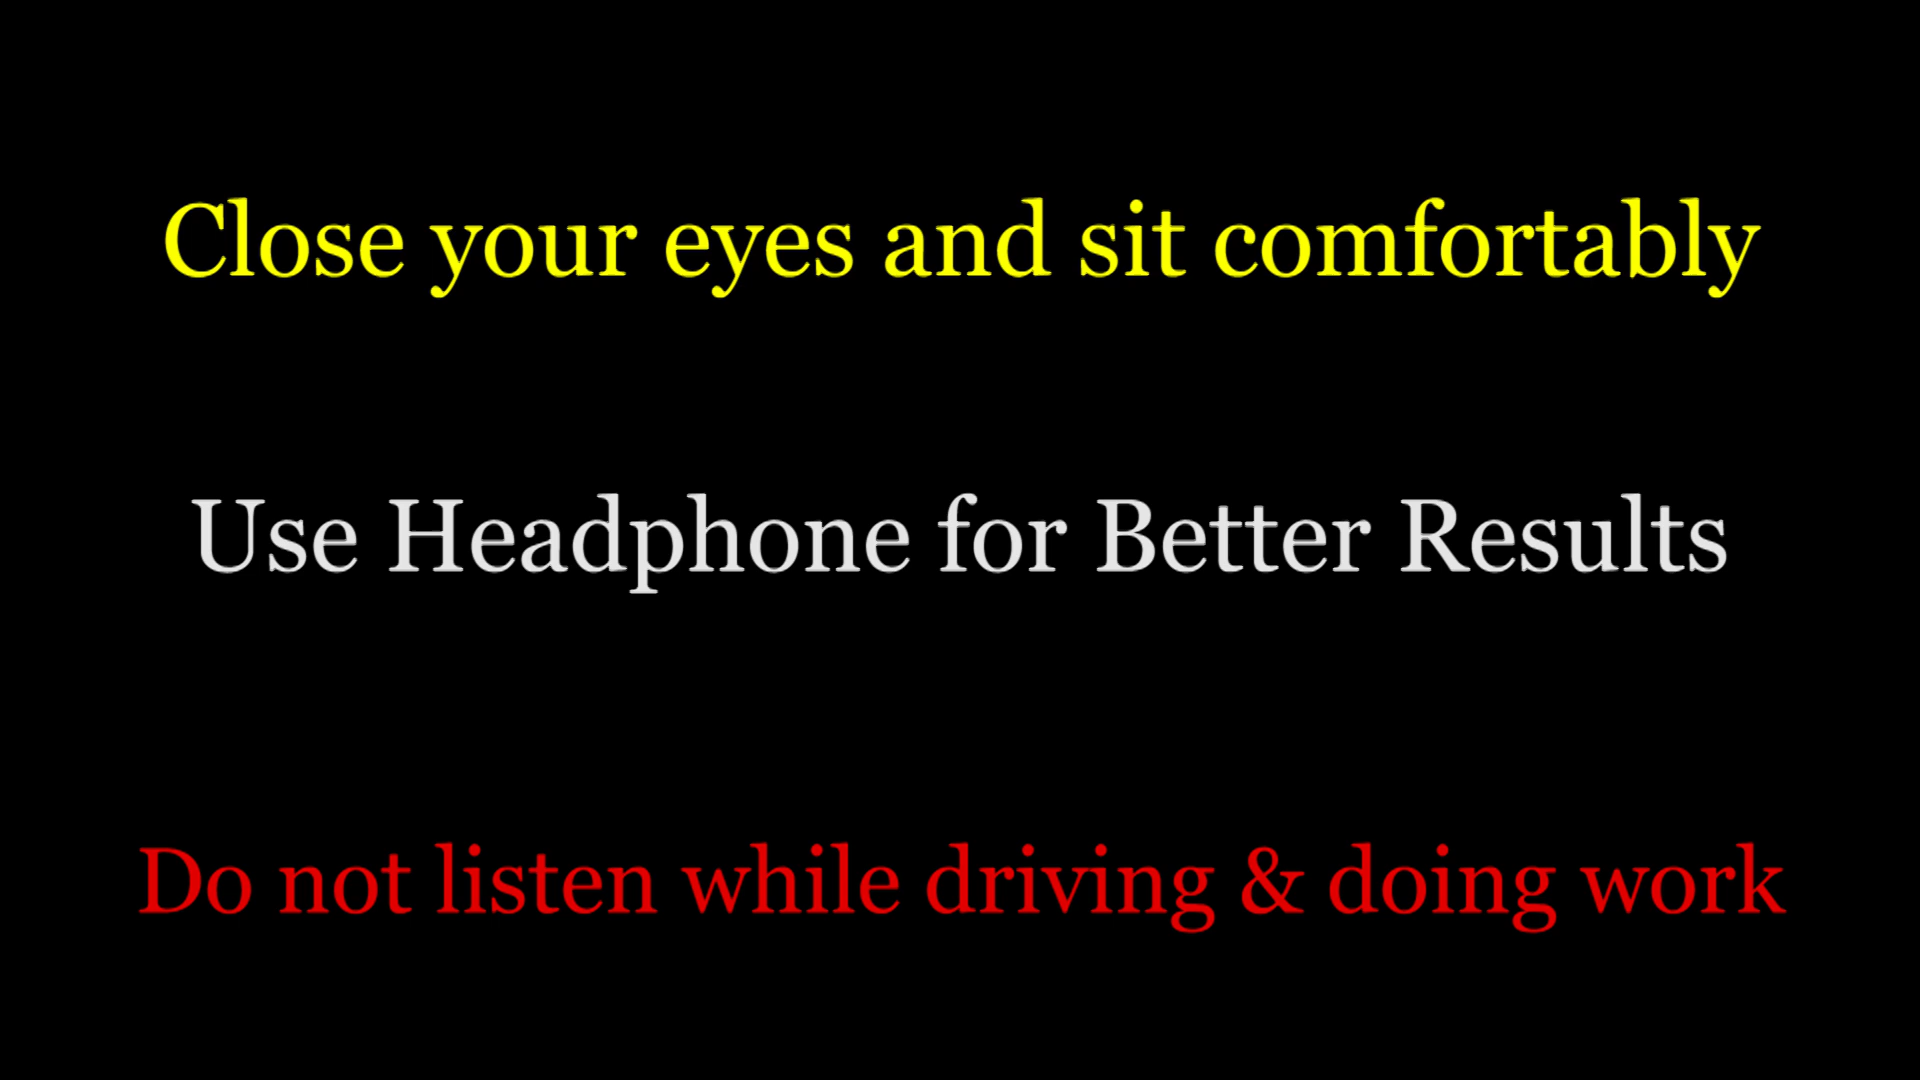 Close your eyes and sit comfortably
Use Headphone for Better Results
Do not listen while driving & doing work